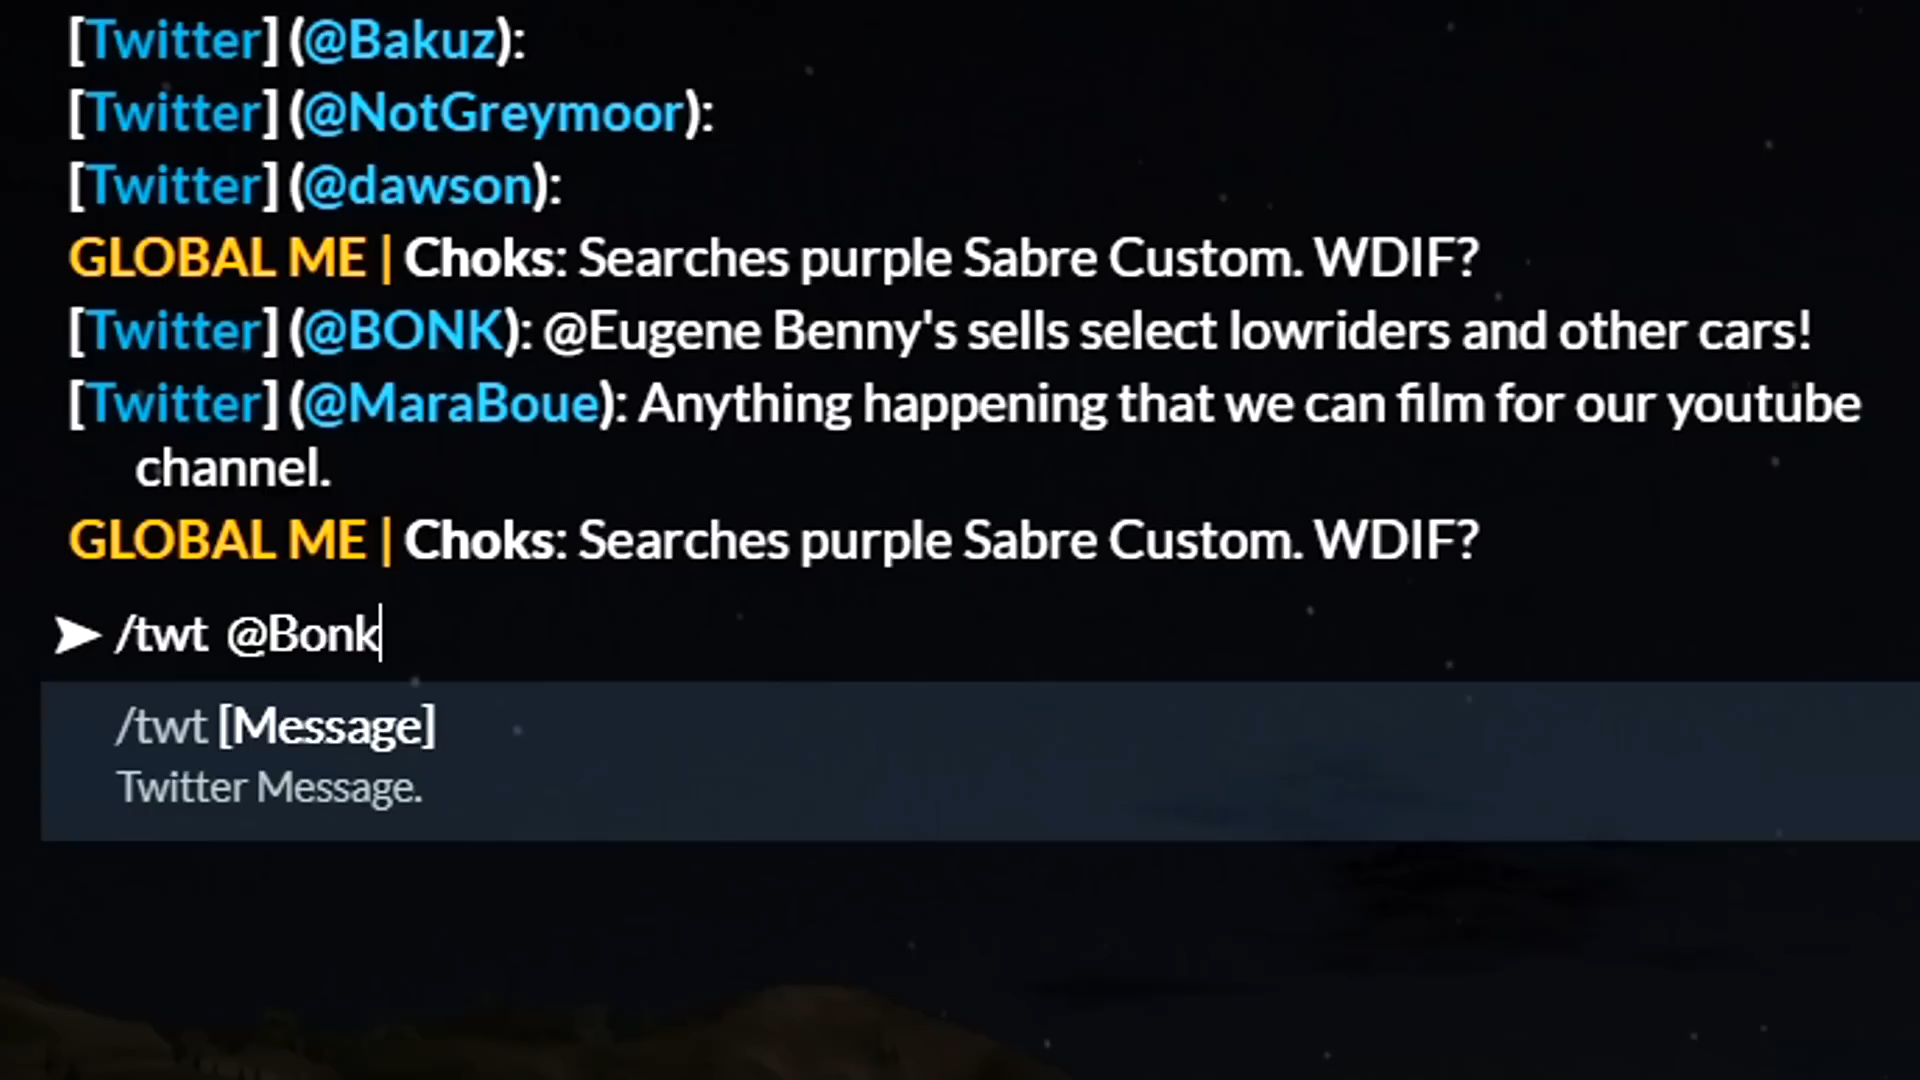 [Twitter] (@Bakuz):
[Twitter] (@NotGreymoor):
[Twitter] (@dawson):
GLOBAL ME | Choks: Searches purple Sabre Custom. WDIF?
[Twitter] (@BONK): @Eugene Benny's sells select lowriders and other cars!
[Twitter] (@MaraBoue): Anything happening that we can film for our youtube
channel.
GLOBAL ME | Choks: Searches purple Sabre Custom. WDIF?
➤ /twt @Bonk
/twt [Message]
Twitter Message.